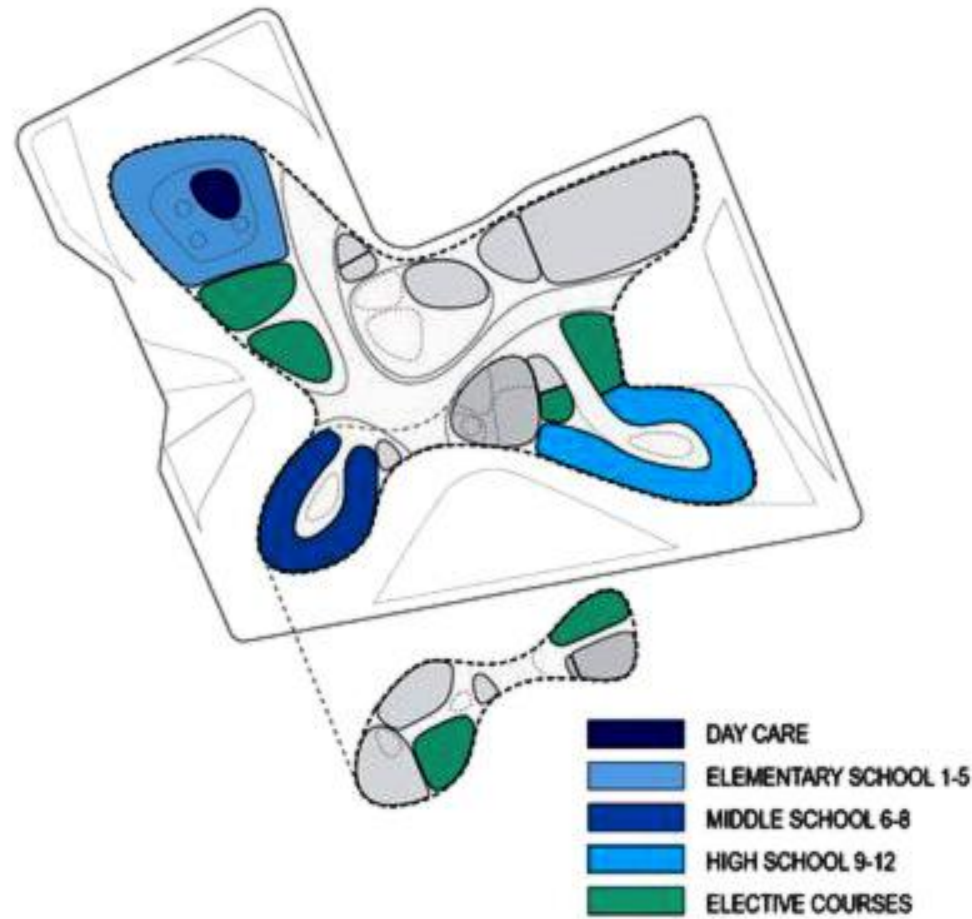 DAY CARE
ELEMENTARY SCHOOL 1-5
MIDDLE SCHOOL 6-8
HIGH SCHOOL 9-12
ELECTIVE COURSES